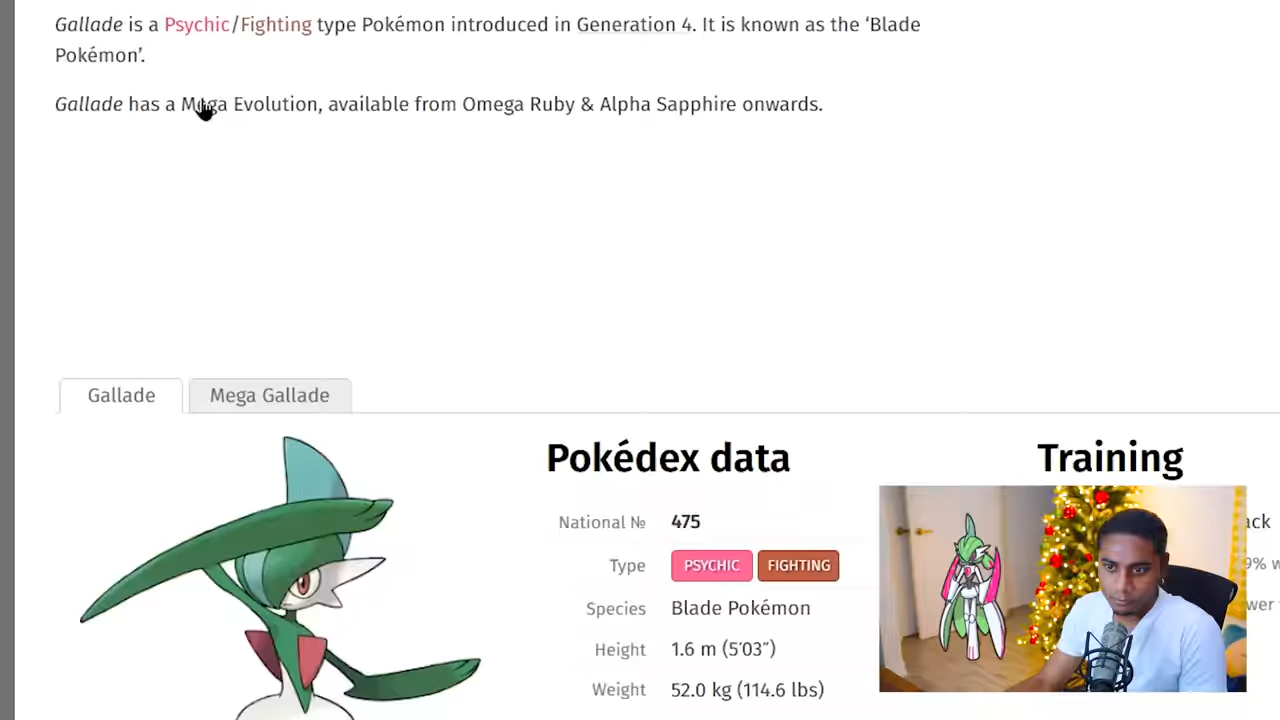 Gallade is a Psychic/Fighting type Pokémon introduced in Generation 4. It is known as the ‘Blade
Pokémon’.
Gallade has a Mega Evolution, available from Omega Ruby & Alpha Sapphire onwards.
Gallade
Mega Gallade
Pokédex data
National № 475
Type PSYCHIC FIGHTING
Species Blade Pokémon
Height 1.6 m (5′03″)
Weight 52.0 kg (114.6 lbs)
Training